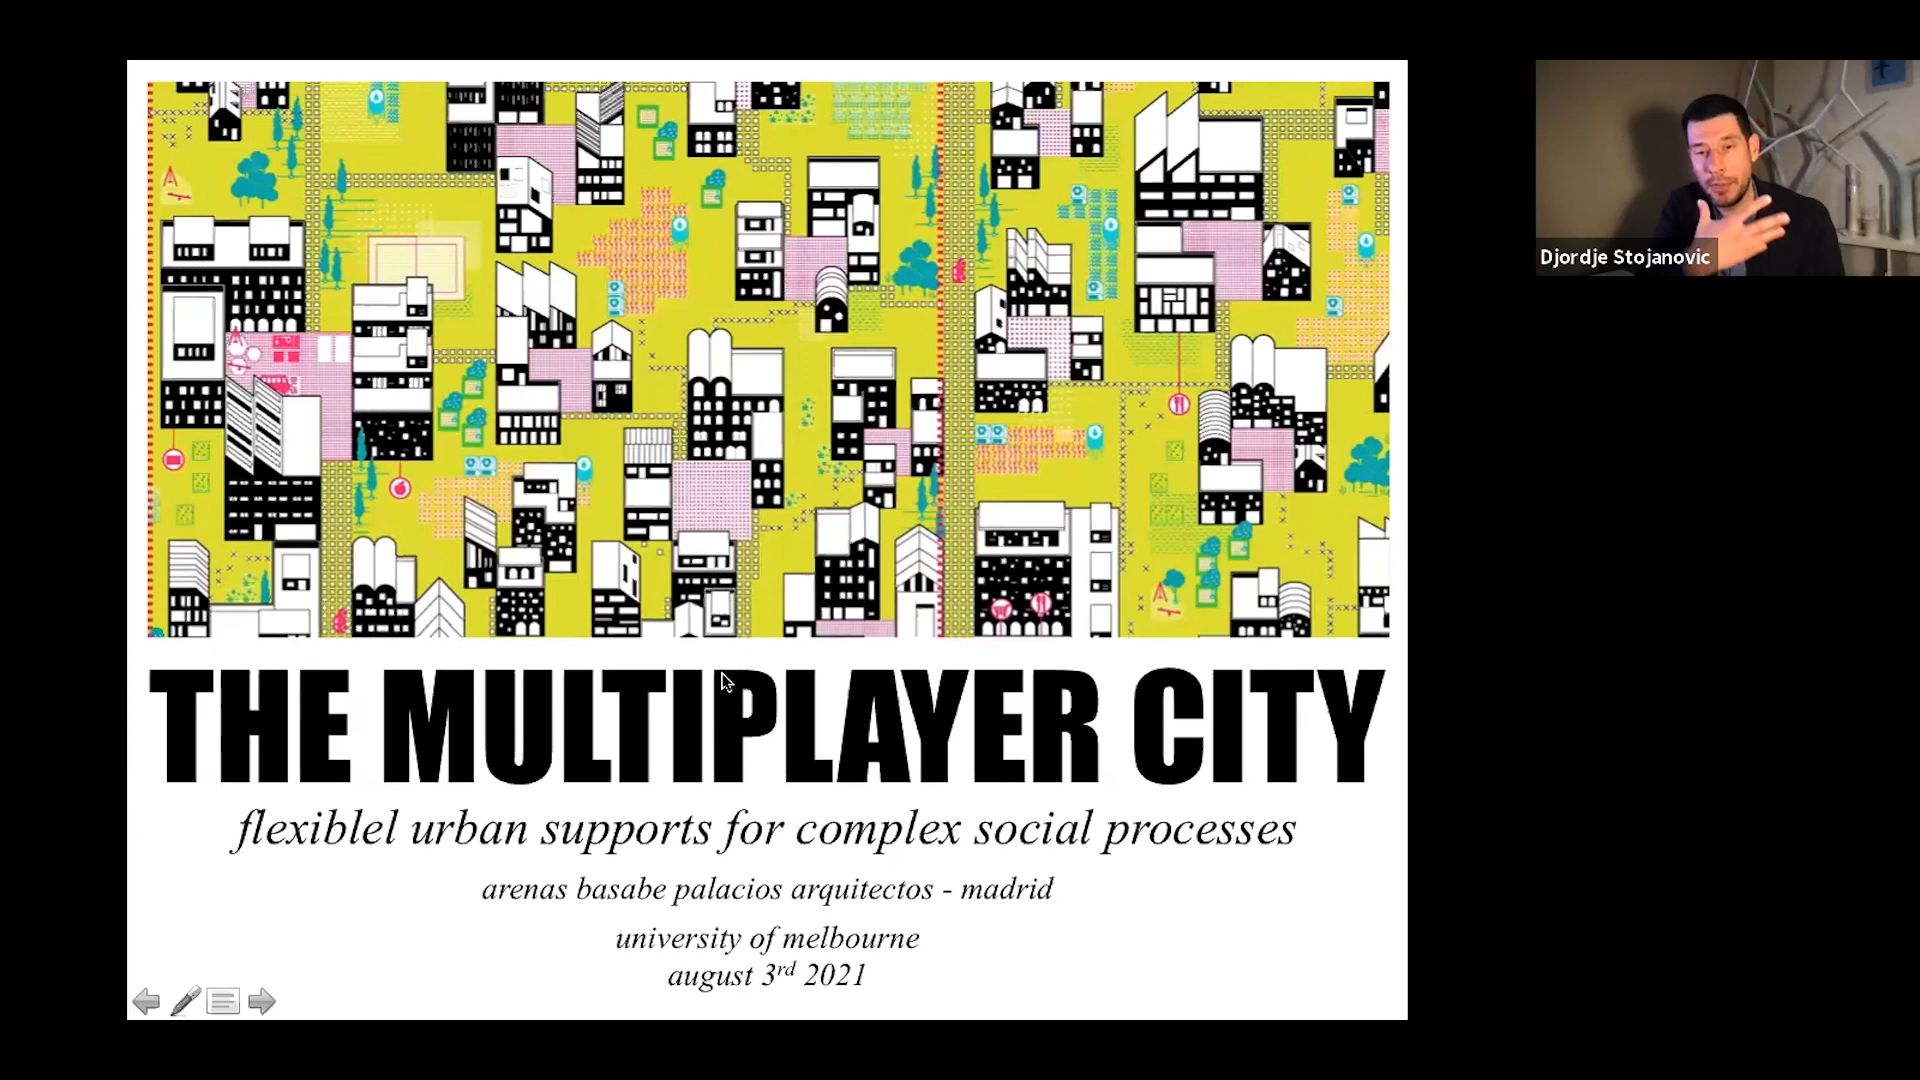 THE MULTIPLAYER CITY
flexiblel urban supports for complex social processes
arenas basabe palacios arquitectos - madrid
university of melbourne
august 3rd 2021
Djordje Stojanovic